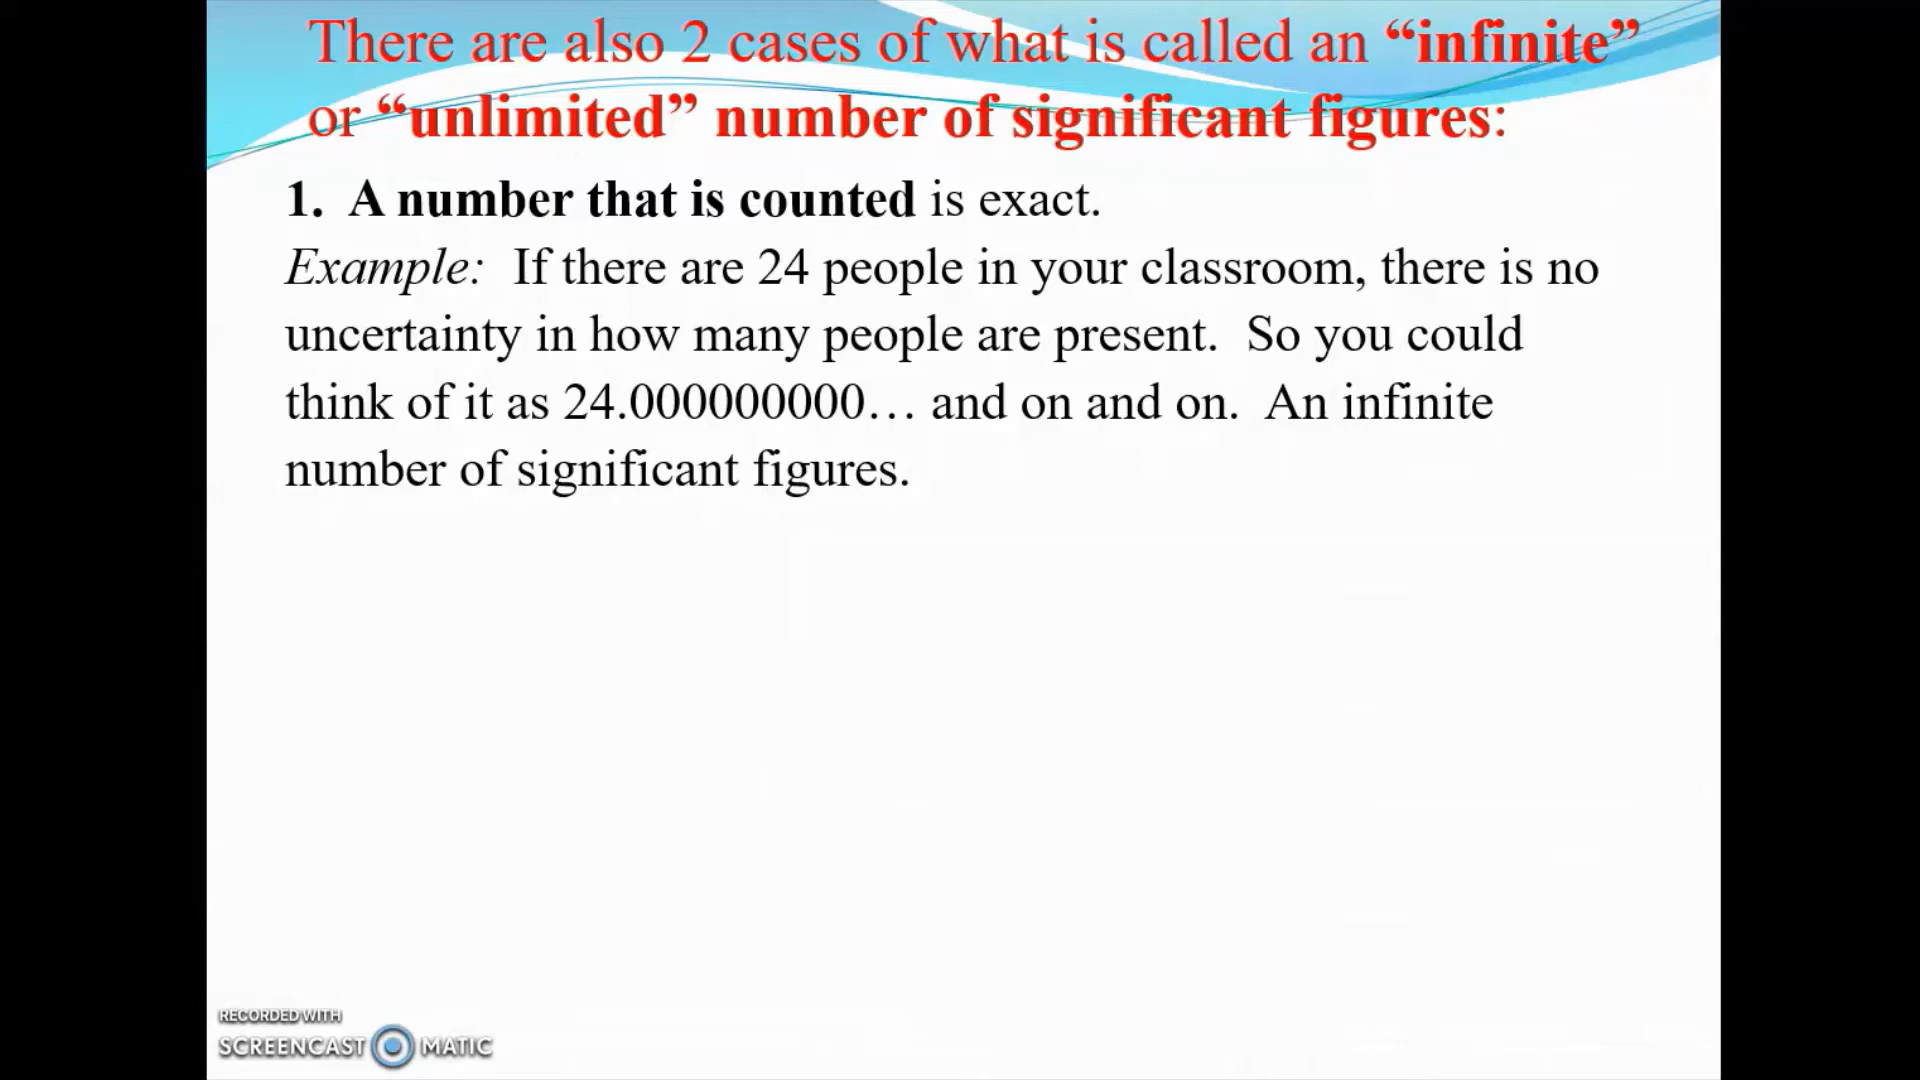 There are also 2 cases of what is called an “infinite”
or “unlimited” number of significant figures:
1. A number that is counted is exact.
Example: If there are 24 people in your classroom, there is no
uncertainty in how many people are present. So you could
think of it as 24.000000000… and on and on. An infinite
number of significant figures.
RECORDED WITH
SCREENCAST MATIC